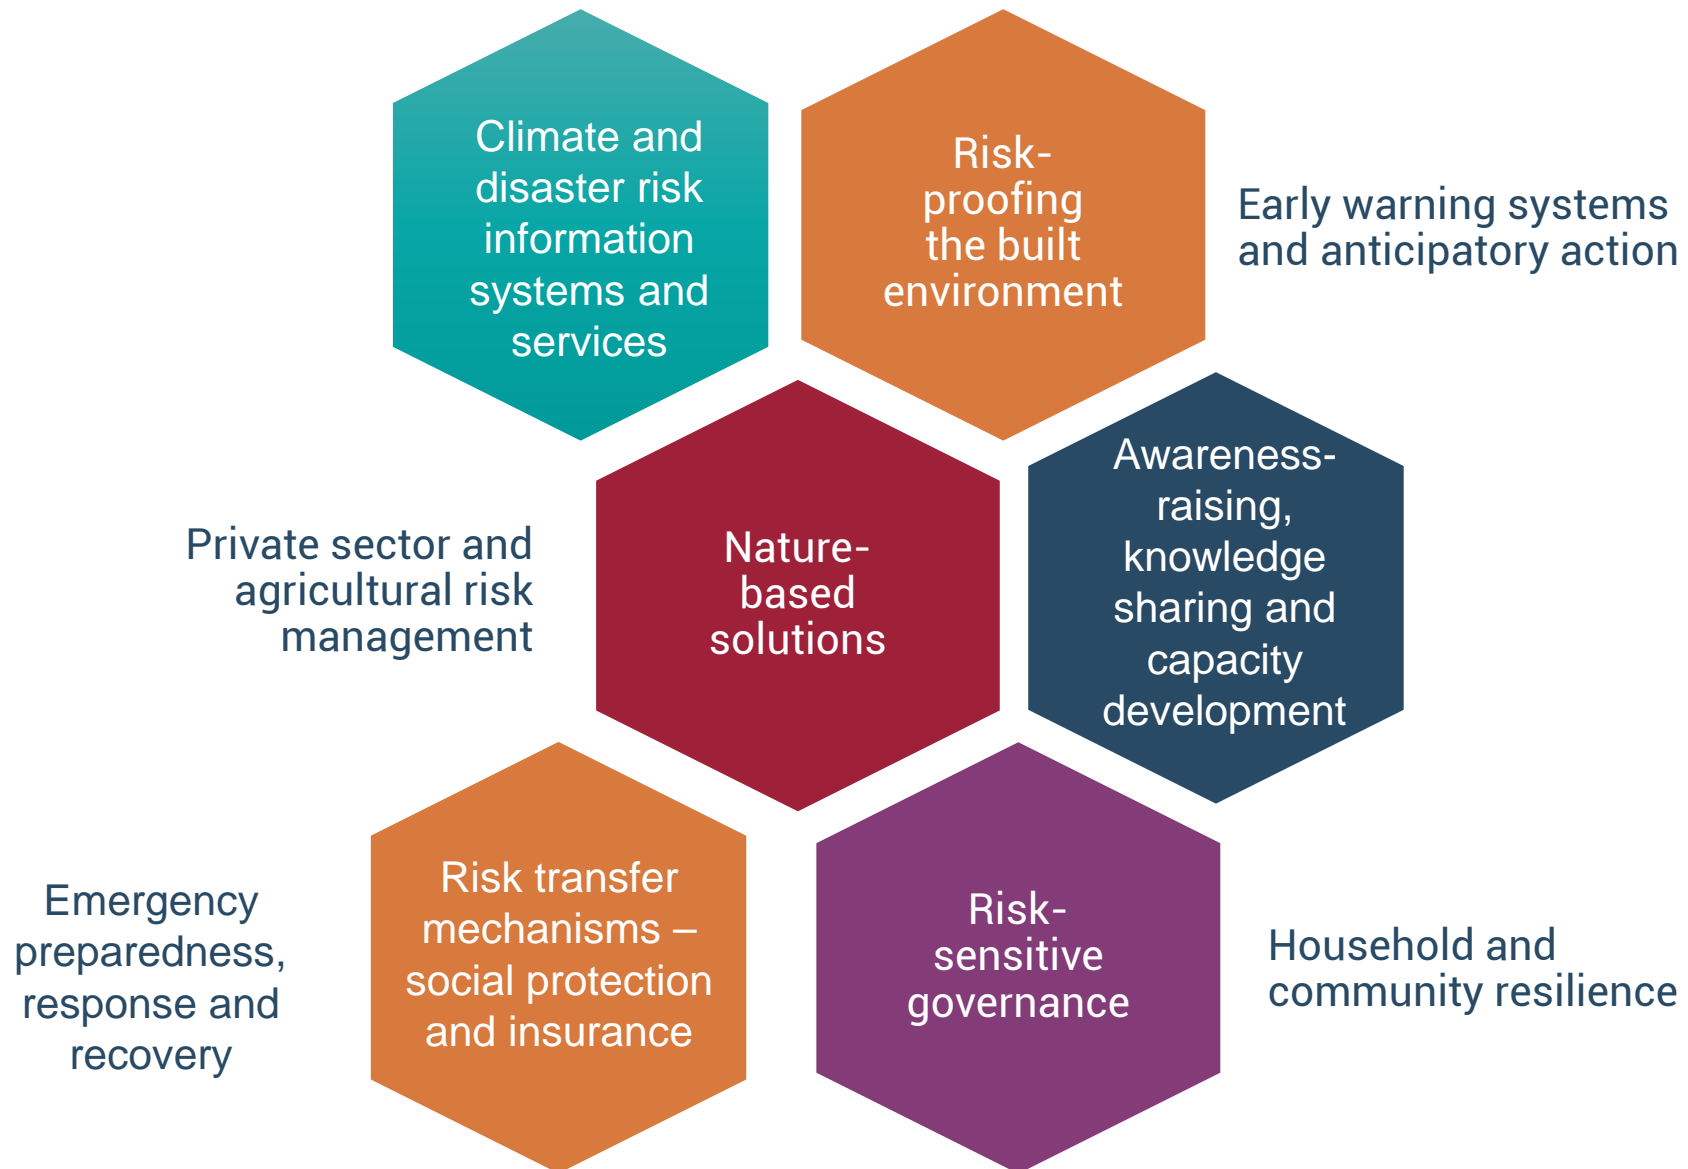 Climate and
disaster risk
information
systems and
services
Risk-
proofing
the built
environment
Early warning systems
and anticipatory action
Private sector and
agricultural risk
management
Nature-
based
solutions
Awareness-
raising,
knowledge
sharing and
capacity
development
Emergency
preparedness,
response and
recovery
Risk transfer
mechanisms –
social protection
and insurance
Risk-
sensitive
governance
Household and
community resilience